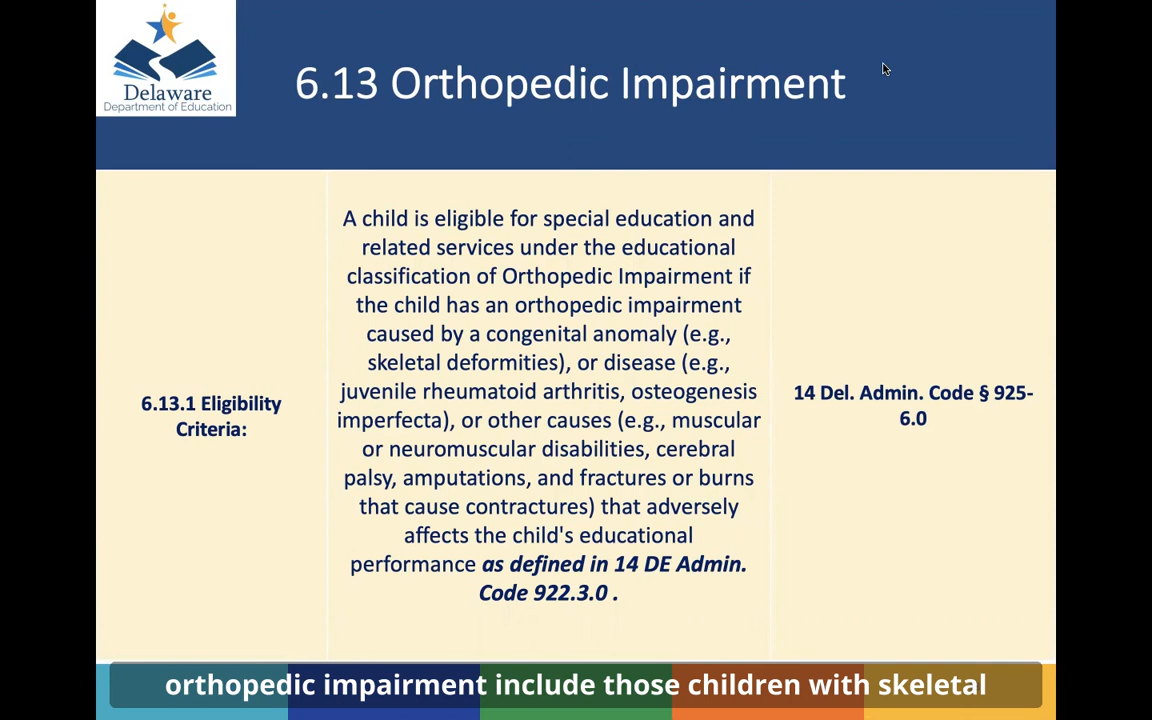 Delaware
Department of Education
6.13 Orthopedic Impairment
6.13.1 Eligibility
Criteria:
A child is eligible for special education and
related services under the educational
classification of Orthopedic Impairment if
the child has an orthopedic impairment
caused by a congenital anomaly (e.g.,
skeletal deformities), or disease (e.g.,
juvenile rheumatoid arthritis, osteogenesis
imperfecta), or other causes (e.g., muscular
or neuromuscular disabilities, cerebral
palsy, amputations, and fractures or burns
that cause contractures) that adversely
affects the child's educational
performance as defined in 14 DE Admin.
Code 922.3.0 .
14 Del. Admin. Code § 925-
6.0
orthopedic impairment include those children with skeletal